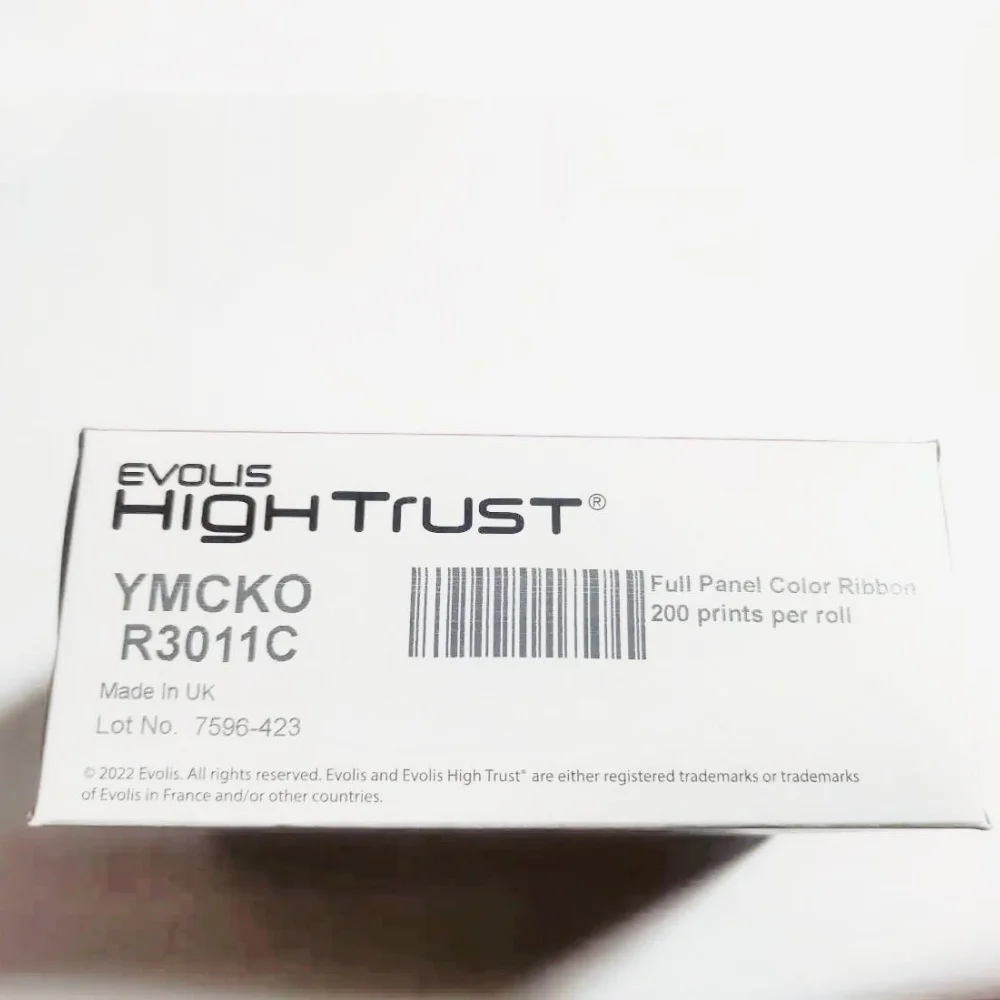 EVOLIS
HIGH TRUST®
YMCKO
R3011C
Full Panel Color Ribbon
200 prints per roll
Made In UK
Lot No. 7596-423
© 2022 Evolis. All rights reserved. Evolis and Evolis High Trust® are either registered trademarks or trademarks
of Evolis in France and/or other countries.